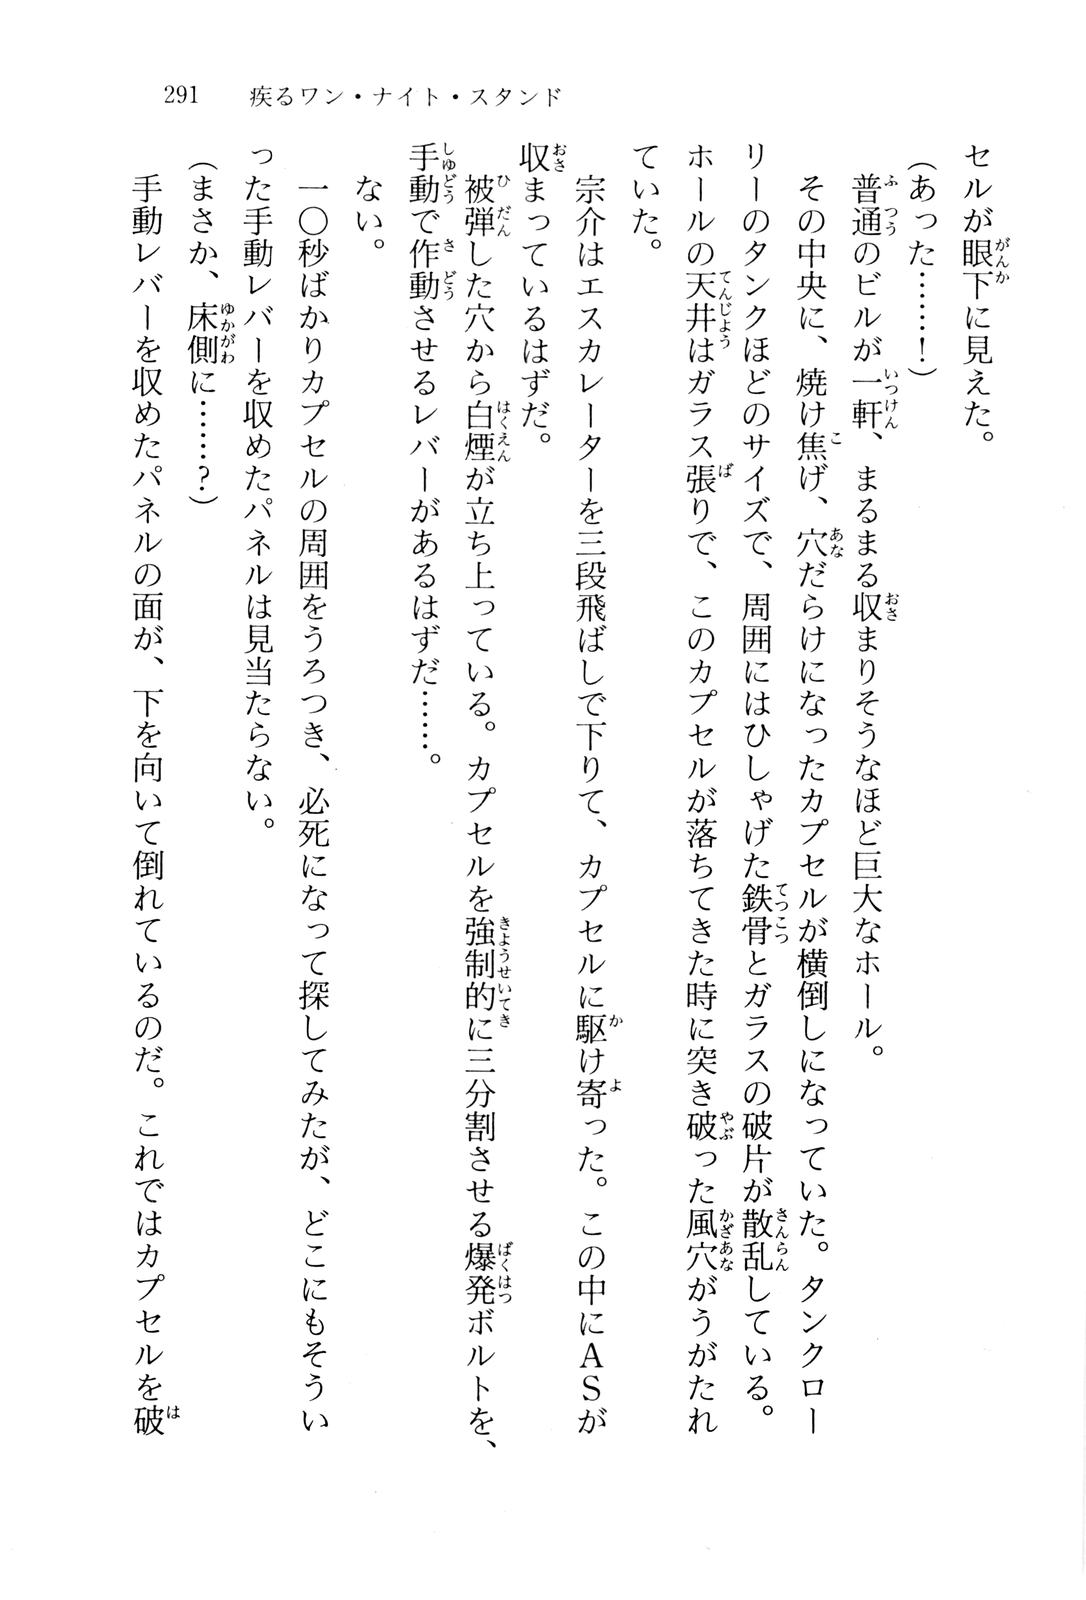 291　疾るワン・ナイト・スタンド
セルが眼下に見えた。
（あった……！）
　普通のビルが一軒、まるまる収まりそうなほど巨大なホール。
　その中央に、焼け焦げ、穴だらけになったカプセルが横倒しになっていた。タンクロー
リーのタンクほどのサイズで、周囲にはひしゃげた鉄骨とガラスの破片が散乱している。
ホールの天井はガラス張りで、このカプセルが落ちてきた時に突き破った風穴がうがたれ
ていた。
　宗介はエスカレーターを三段飛ばしで下りて、カプセルに駆け寄った。この中にＡＳが
収まっているはずだ。
　被弾した穴から白煙が立ち上っている。カプセルを強制的に三分割させる爆発ボルトを、
手動で作動させるレバーがあるはずだ……。
　ない。
　一〇秒ばかりカプセルの周囲をうろつき、必死になって探してみたが、どこにもそうい
った手動レバーを収めたパネルは見当たらない。
（まさか、床側に……？）
　手動レバーを収めたパネルの面が、下を向いて倒れているのだ。これではカプセルを破